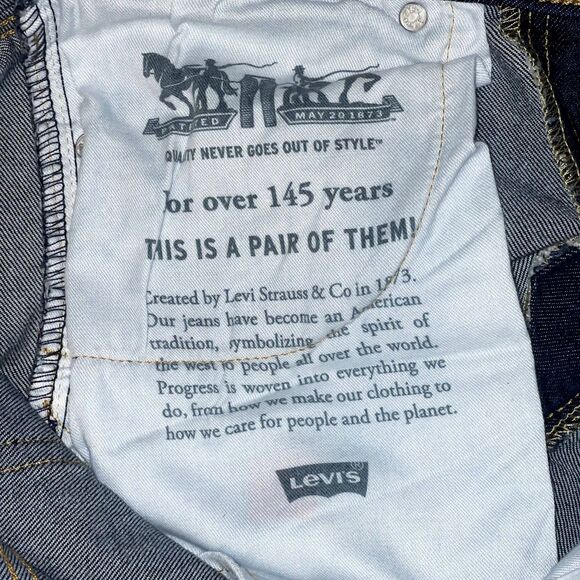 MAY 20 1873
NEVER GOES OUT OF STYLE™
or over 145 years
THIS IS A PAIR OF THEM!
Created by Levi Strauss & Co in 1873.
Our jeans have become an American
tradition, symbolizing the spirit of
the west to people all over the world.
Progress is woven into everything we
do, from how we make our clothing to
how we care for people and the planet.
LEVI'S®